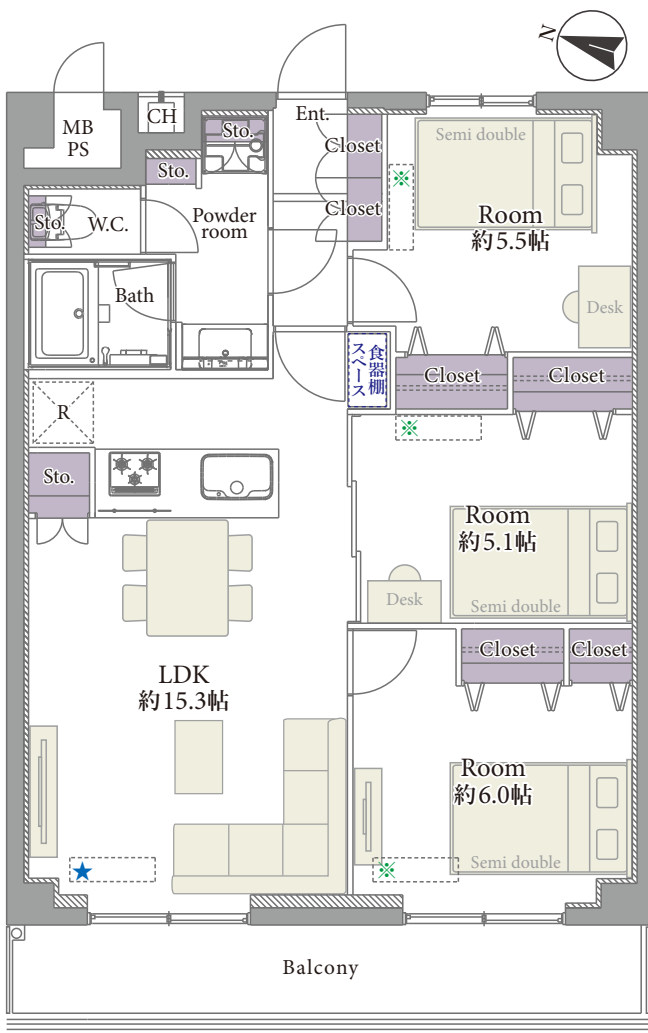 N
MB
PS
CH
Sto.
Ent.
Closet
Closet
Sto.
Powder
room
Sto.
W.C.
Bath
※
Semi double
Room
約5.5帖
Desk
食器棚
スペース
Closet
Closet
R
Sto.
※
Room
約5.1帖
Desk
Semi double
LDK
約15.3帖
Closet
Closet
Room
約6.0帖
Semi double
★
※
Balcony